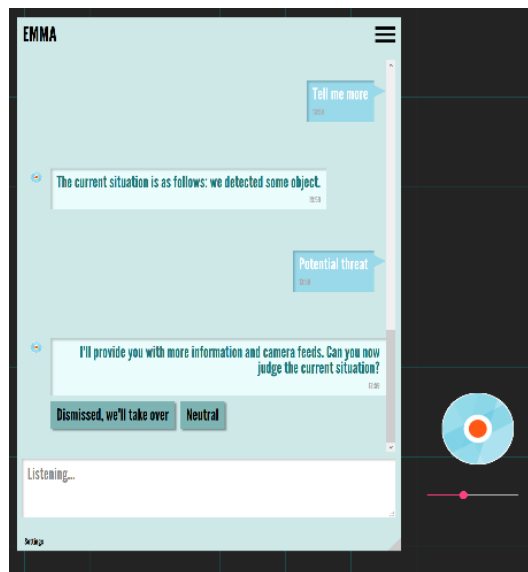 EMMA
Tell me more
The current situation is as follows: we detected some object.
Potential threat
I'll provide you with more information and camera feeds. Can you now
judge the current situation?
Dismissed, we'll take over
Neutral
Listening...
Settings